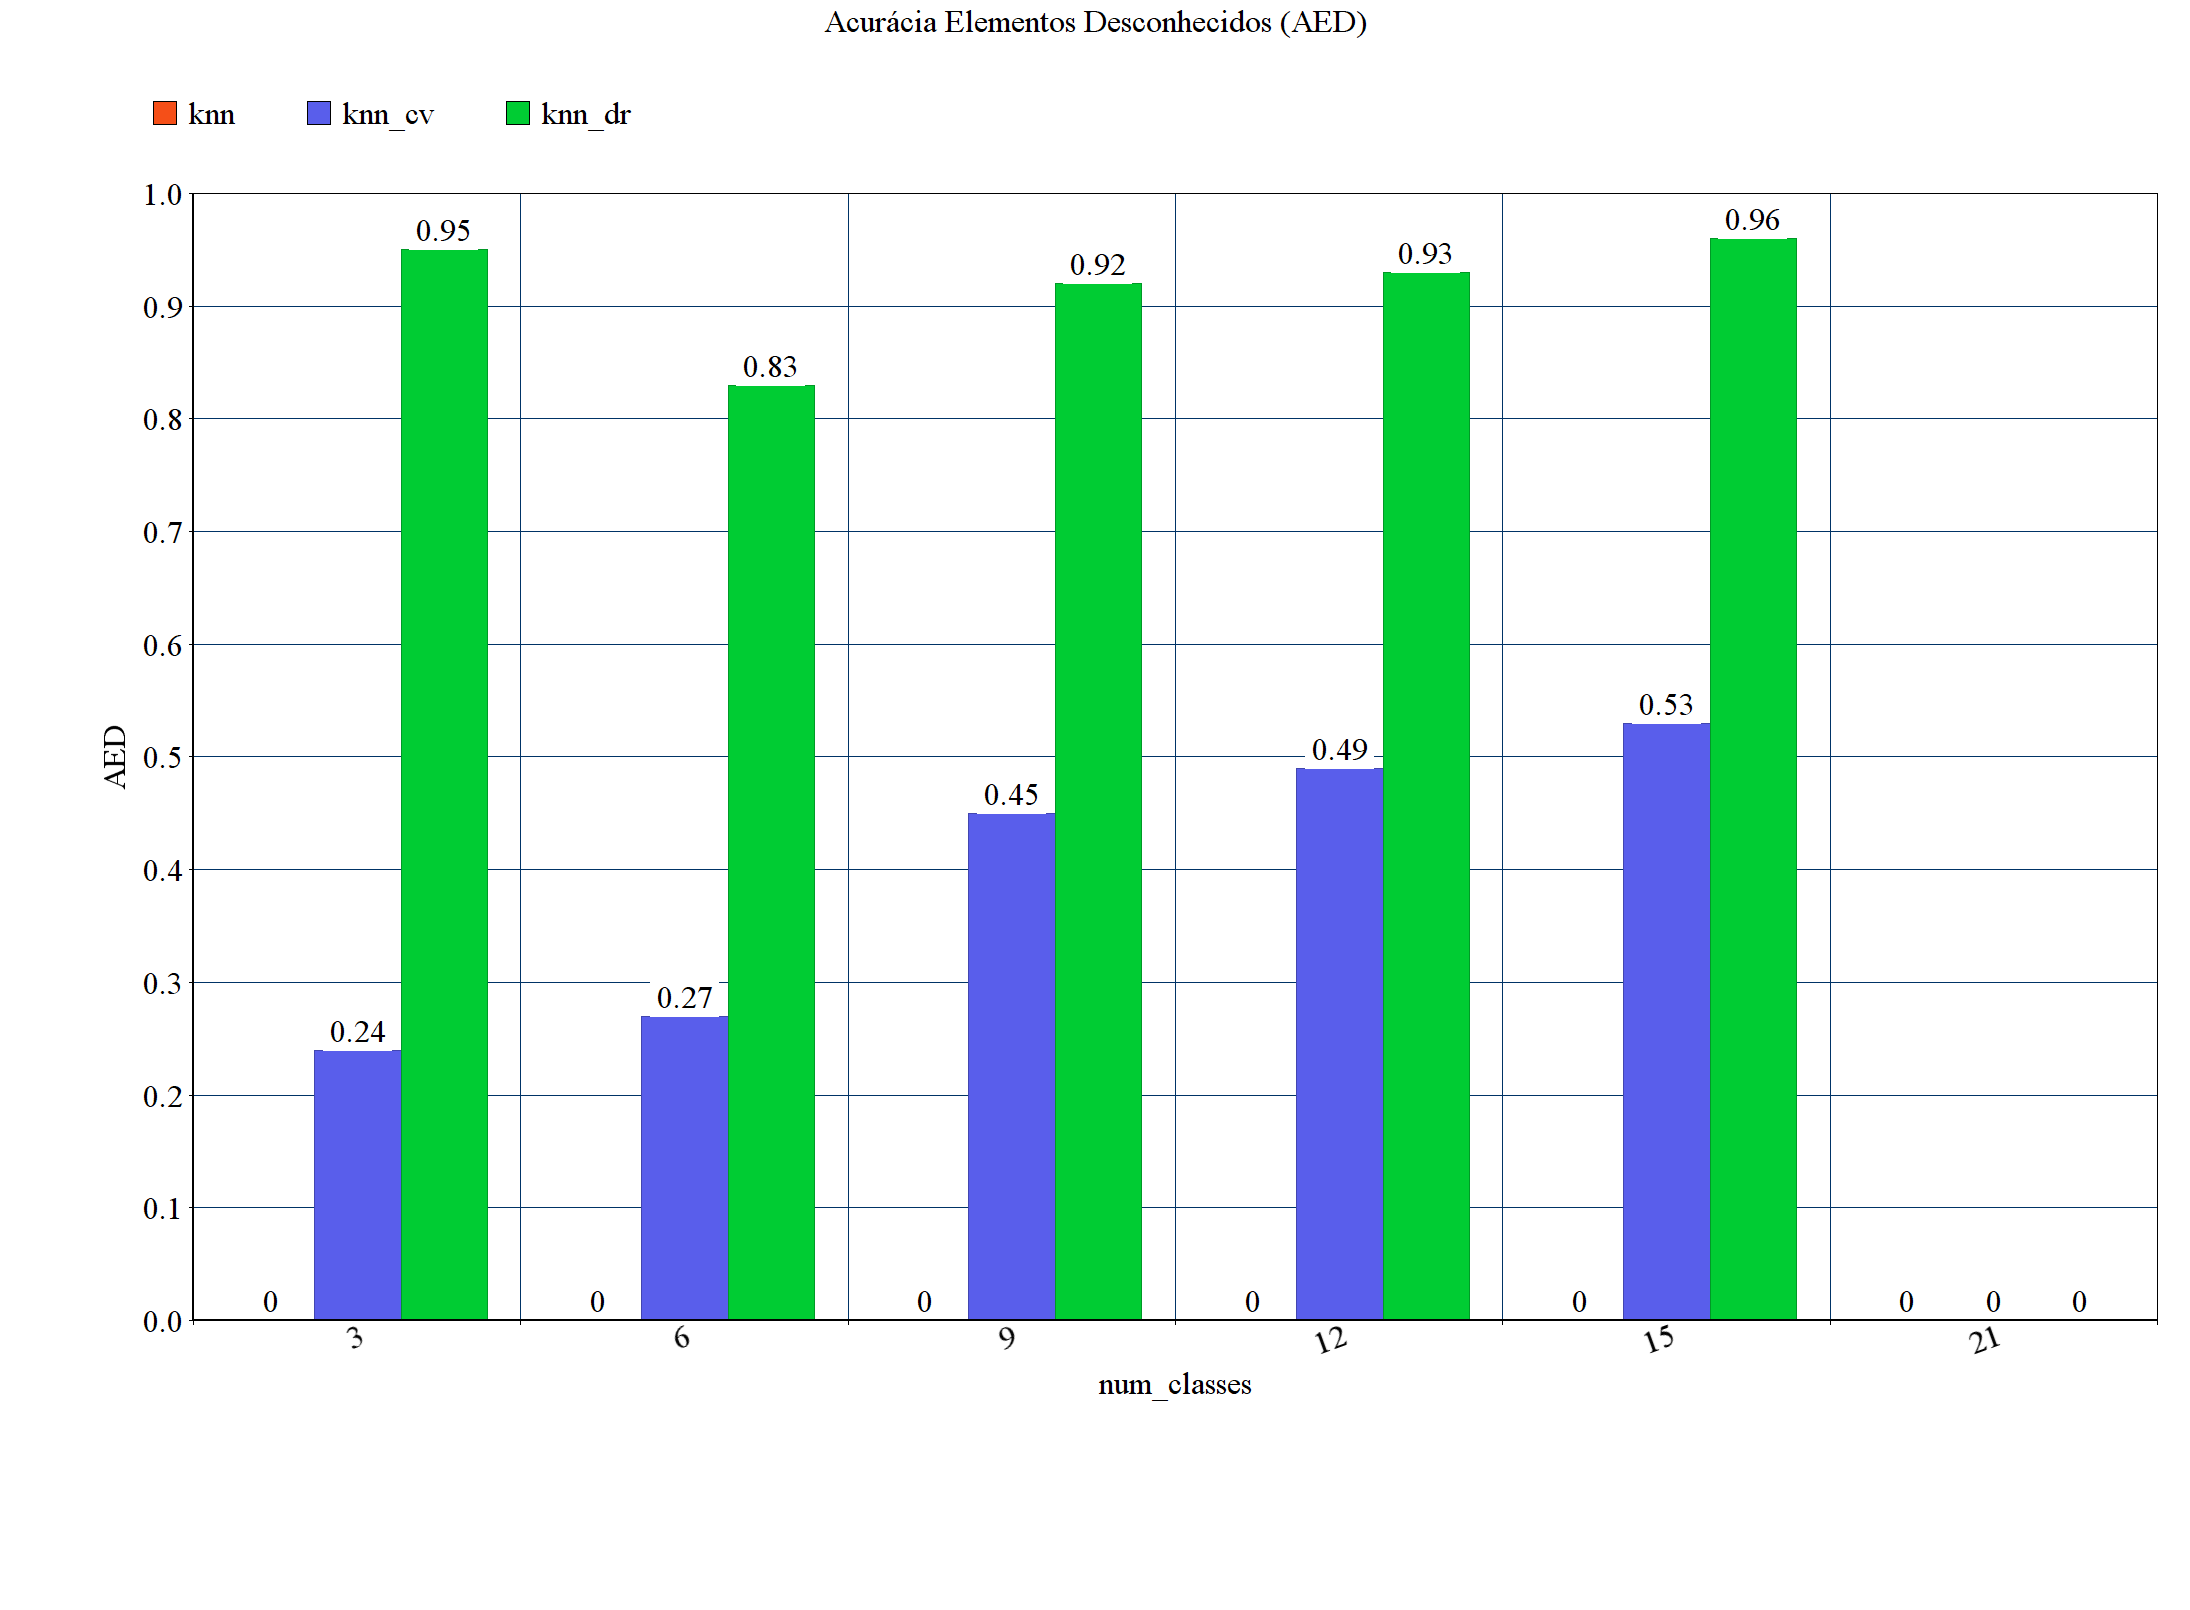 Acurácia Elementos Desconhecidos (AED)
knn knn_cv knn_dr
1.0
0.9
0.8
0.7
0.6
0.5
0.4
0.3
0.2
0.1
0.0
AED
0 0.24 0.95
0 0.27 0.83
0 0.45 0.92
0 0.49 0.93
0 0.53 0.96
0 0 0
3 6 9 12 15 21
num_classes